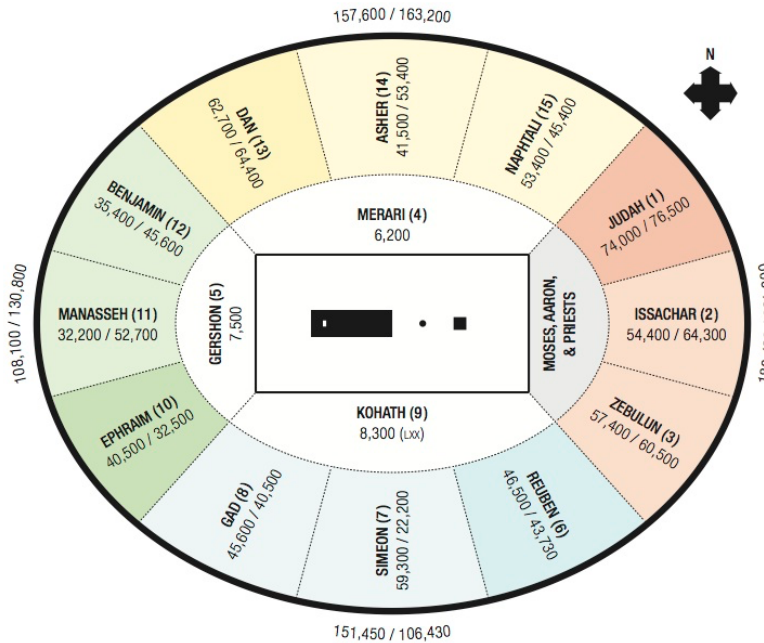 157,600 / 163,200
N
DAN (13)
62,700 / 64,400
ASHER (14)
41,500 / 53,400
NAPHTALI (15)
53,400 / 45,400
BENJAMIN (12)
35,400 / 45,600
MERARI (4)
6,200
JUDAH (1)
74,000 / 76,500
108,100 / 130,800
MANASSEH (11)
32,200 / 52,700
GERSHON (5)
7,500
MOSES, AARON,
& PRIESTS
ISSACHAR (2)
54,400 / 64,300
EPHRAIM (10)
40,500 / 32,500
KOHATH (9)
8,300 (LXX)
ZEBULUN (3)
57,400 / 60,500
GAD (8)
45,600 / 40,500
SIMEON (7)
59,300 / 22,200
REUBEN (6)
46,500 / 43,730
151,450 / 106,430